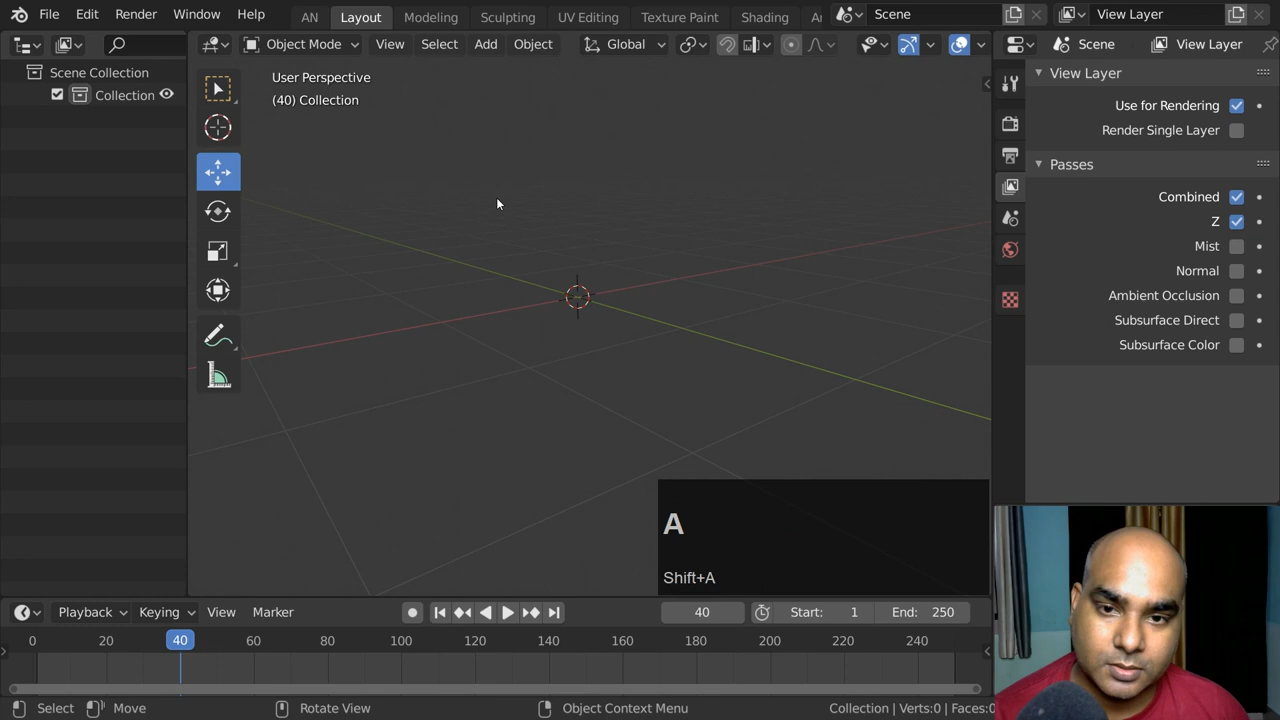 File Edit Render Window Help AN Layout Modeling Sculpting UV Editing Texture Paint Shading Scene View Layer
Object Mode View Select Add Object Global Scene View Layer
Scene Collection
Collection
User Perspective
(40) Collection
View Layer
Use for Rendering
Render Single Layer
Passes
Combined
Z
Mist
Normal
Ambient Occlusion
Subsurface Direct
Subsurface Color
A
Shift+A
Playback Keying View Marker 40 Start: 1 End: 250
0 20 40 60 80 100 120 140 160 180 200 220 240
Select Move Rotate View Object Context Menu Collection | Verts:0 | Faces:0